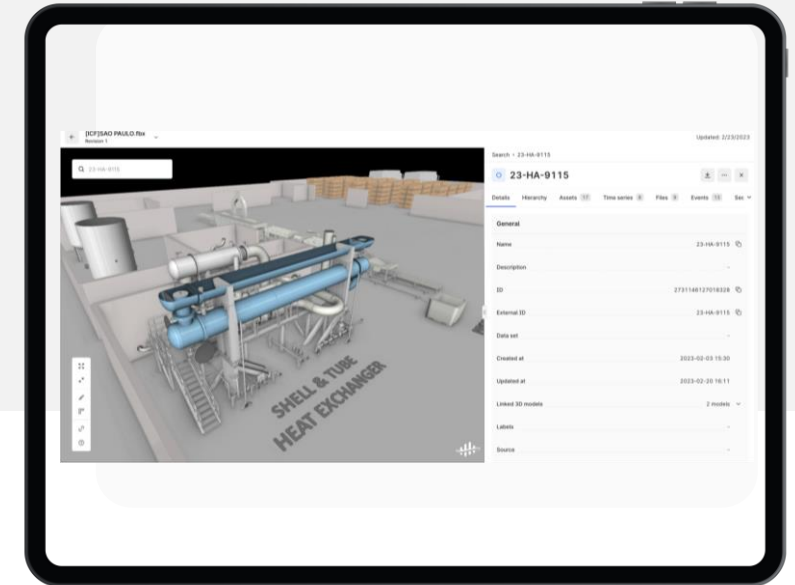 [ICF]SAO PAULO.fbx
Revision 1
Updated: 2/23/2023
23-HA-9115
SHELL & TUBE
HEAT EXCHANGER
Search > 23-HA-9115
23-HA-9115
Details Hierarchy Assets 17 Time series Files Events Sec
General
Name 23-HA-9115
Description -
ID 2731148127018328
External ID 23-HA-9115
Data set -
Created at 2023-02-03 15:30
Updated at 2023-02-20 16:11
Linked 3D models 2 models
Labels -
Source -